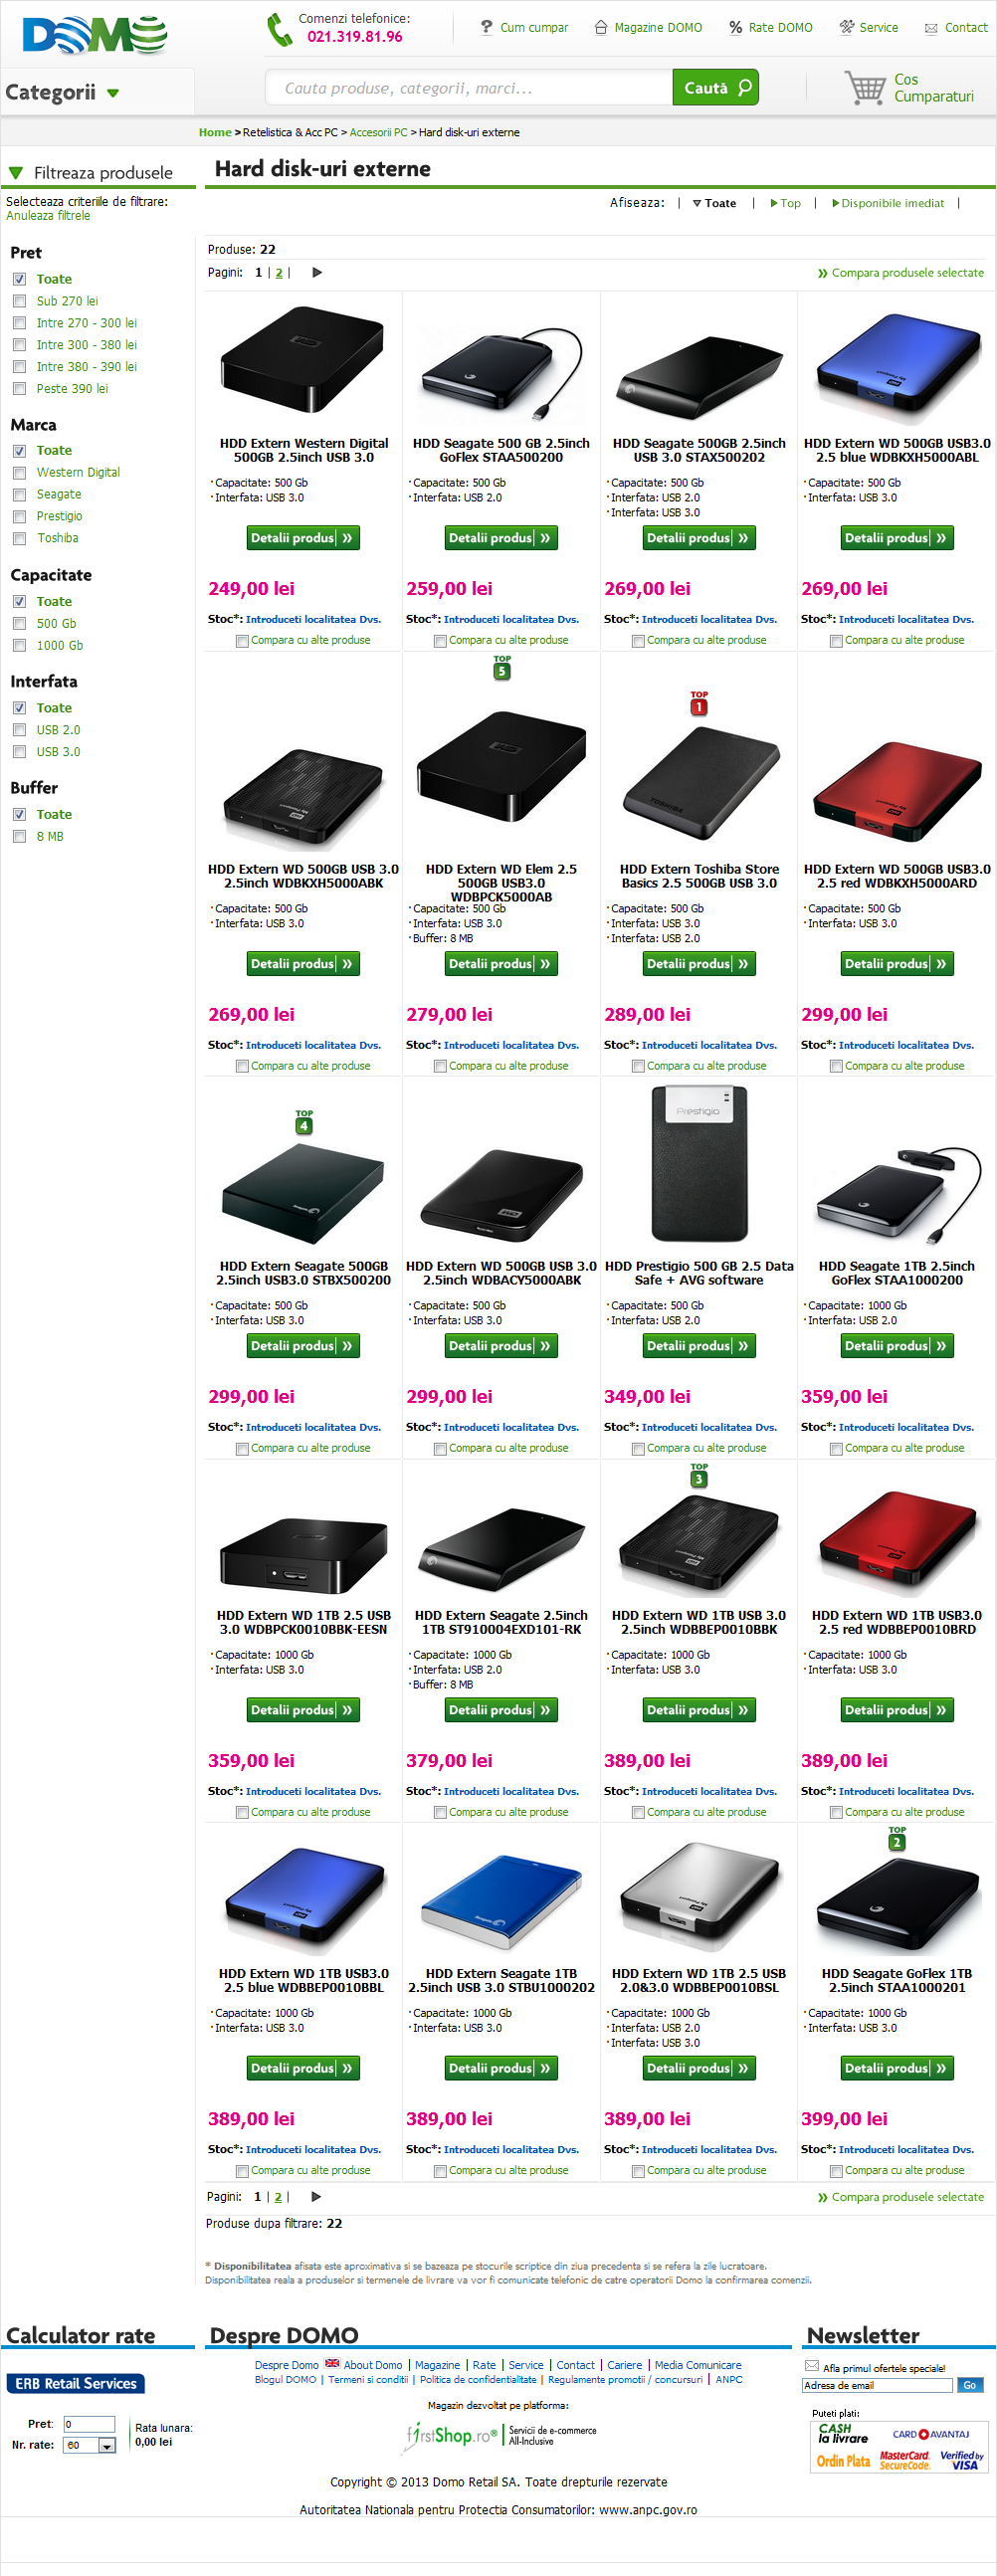 DOMO
Comenzi telefonice:
021.319.81.96
Cum cumpar
Magazine DOMO
Rate DOMO
Service
Contact
Categorii
Cauta produse, categorii, marci...
Caută
Cos
Cumparaturi
Home > Retelistica & Acc PC > Accesorii PC > Hard disk-uri externe
Filtreaza produsele
Selecteaza criteriile de filtrare:
Anuleaza filtrele
Pret
Toate
Sub 270 lei
Intre 270 - 300 lei
Intre 300 - 380 lei
Intre 380 - 390 lei
Peste 390 lei
Marca
Toate
Western Digital
Seagate
Prestigio
Toshiba
Capacitate
Toate
500 Gb
1000 Gb
Interfata
Toate
USB 2.0
USB 3.0
Buffer
Toate
8 MB
Hard disk-uri externe
Afiseaza: | Toate | Top | Disponibile imediat |
Produse: 22
Pagini: 1 | 2 |
Compara produsele selectate
HDD Extern Western Digital
500GB 2.5inch USB 3.0
Capacitate: 500 Gb
Interfata: USB 3.0
Detalii produs
249,00 lei
Stoc*: Introduceti localitatea Dvs.
Compara cu alte produse
HDD Seagate 500 GB 2.5inch
GoFlex STAA500200
Capacitate: 500 Gb
Interfata: USB 2.0
Detalii produs
259,00 lei
Stoc*: Introduceti localitatea Dvs.
Compara cu alte produse
HDD Seagate 500GB 2.5inch
USB 3.0 STAX500202
Capacitate: 500 Gb
Interfata: USB 2.0
Interfata: USB 3.0
Detalii produs
269,00 lei
Stoc*: Introduceti localitatea Dvs.
Compara cu alte produse
HDD Extern WD 500GB USB3.0
2.5 blue WDBKXH5000ABL
Capacitate: 500 Gb
Interfata: USB 3.0
Detalii produs
269,00 lei
Stoc*: Introduceti localitatea Dvs.
Compara cu alte produse
HDD Extern WD 500GB USB 3.0
2.5inch WDBKXH5000ABK
Capacitate: 500 Gb
Interfata: USB 3.0
Detalii produs
269,00 lei
Stoc*: Introduceti localitatea Dvs.
Compara cu alte produse
TOP
5
HDD Extern WD Elem 2.5
500GB USB3.0
WDBPCK5000AB
Capacitate: 500 Gb
Interfata: USB 3.0
Buffer: 8 MB
Detalii produs
279,00 lei
Stoc*: Introduceti localitatea Dvs.
Compara cu alte produse
TOP
1
TOSHIBA
HDD Extern Toshiba Store
Basics 2.5 500GB USB 3.0
Capacitate: 500 Gb
Interfata: USB 3.0
Interfata: USB 2.0
Detalii produs
289,00 lei
Stoc*: Introduceti localitatea Dvs.
Compara cu alte produse
HDD Extern WD 500GB USB3.0
2.5 red WDBKXH5000ARD
Capacitate: 500 Gb
Interfata: USB 3.0
Detalii produs
299,00 lei
Stoc*: Introduceti localitatea Dvs.
Compara cu alte produse
TOP
4
HDD Extern Seagate 500GB
2.5inch USB3.0 STBX500200
Capacitate: 500 Gb
Interfata: USB 3.0
Detalii produs
299,00 lei
Stoc*: Introduceti localitatea Dvs.
Compara cu alte produse
WD
HDD Extern WD 500GB USB 3.0
2.5inch WDBACY5000ABK
Capacitate: 500 Gb
Interfata: USB 3.0
Detalii produs
299,00 lei
Stoc*: Introduceti localitatea Dvs.
Compara cu alte produse
Prestigio
HDD Prestigio 500 GB 2.5 Data
Safe + AVG software
Capacitate: 500 Gb
Interfata: USB 2.0
Detalii produs
349,00 lei
Stoc*: Introduceti localitatea Dvs.
Compara cu alte produse
HDD Seagate 1TB 2.5inch
GoFlex STAA1000200
Capacitate: 1000 Gb
Interfata: USB 2.0
Detalii produs
359,00 lei
Stoc*: Introduceti localitatea Dvs.
Compara cu alte produse
HDD Extern WD 1TB 2.5 USB
3.0 WDBPCK0010BBK-EESN
Capacitate: 1000 Gb
Interfata: USB 3.0
Detalii produs
359,00 lei
Stoc*: Introduceti localitatea Dvs.
Compara cu alte produse
HDD Extern Seagate 2.5inch
1TB ST910004EXD101-RK
Capacitate: 1000 Gb
Interfata: USB 2.0
Buffer: 8 MB
Detalii produs
379,00 lei
Stoc*: Introduceti localitatea Dvs.
Compara cu alte produse
TOP
3
HDD Extern WD 1TB USB 3.0
2.5inch WDBBEP0010BBK
Capacitate: 1000 Gb
Interfata: USB 3.0
Detalii produs
389,00 lei
Stoc*: Introduceti localitatea Dvs.
Compara cu alte produse
HDD Extern WD 1TB USB3.0
2.5 red WDBBEP0010BRD
Capacitate: 1000 Gb
Interfata: USB 3.0
Detalii produs
389,00 lei
Stoc*: Introduceti localitatea Dvs.
Compara cu alte produse
HDD Extern WD 1TB USB3.0
2.5 blue WDBBEP0010BBL
Capacitate: 1000 Gb
Interfata: USB 3.0
Detalii produs
389,00 lei
Stoc*: Introduceti localitatea Dvs.
Compara cu alte produse
HDD Extern Seagate 1TB
2.5inch USB 3.0 STBU1000202
Capacitate: 1000 Gb
Interfata: USB 3.0
Detalii produs
389,00 lei
Stoc*: Introduceti localitatea Dvs.
Compara cu alte produse
HDD Extern WD 1TB 2.5 USB
2.0&3.0 WDBBEP0010BSL
Capacitate: 1000 Gb
Interfata: USB 2.0
Interfata: USB 3.0
Detalii produs
389,00 lei
Stoc*: Introduceti localitatea Dvs.
Compara cu alte produse
TOP
2
HDD Seagate GoFlex 1TB
2.5inch STAA1000201
Capacitate: 1000 Gb
Interfata: USB 3.0
Detalii produs
399,00 lei
Stoc*: Introduceti localitatea Dvs.
Compara cu alte produse
Pagini: 1 | 2 |
Compara produsele selectate
Produse dupa filtrare: 22
* Disponibilitatea afisata este aproximativa si se bazeaza pe stocurile scriptice din ziua precedenta si se refera la zile lucratoare.
Disponibilitatea reala a produselor si termenele de livrare va vor fi comunicate telefonic de catre operatorii Domo la confirmarea comenzii.
Calculator rate
ERB Retail Services
Pret: 0
Nr. rate: 60
Rata lunara:
0,00 lei
Despre DOMO
Despre Domo About Domo | Magazine | Rate | Service | Contact | Cariere | Media Comunicare
Blogul DOMO | Termeni si conditii | Politica de confidentialitate | Regulamente promotii / concursuri | ANPC
Magazin dezvoltat pe platforma:
firstShop.ro® Servicii de e-commerce
All-Inclusive
Copyright © 2013 Domo Retail SA. Toate drepturile rezervate
Autoritatea Nationala pentru Protectia Consumatorilor: www.anpc.gov.ro
Newsletter
Afla primul ofertele speciale!
Adresa de email
Go
Puteti plati:
CASH
la livrare
CARD AVANTAJ
Ordin Plata
MasterCard.
SecureCode.
Verified by
VISA